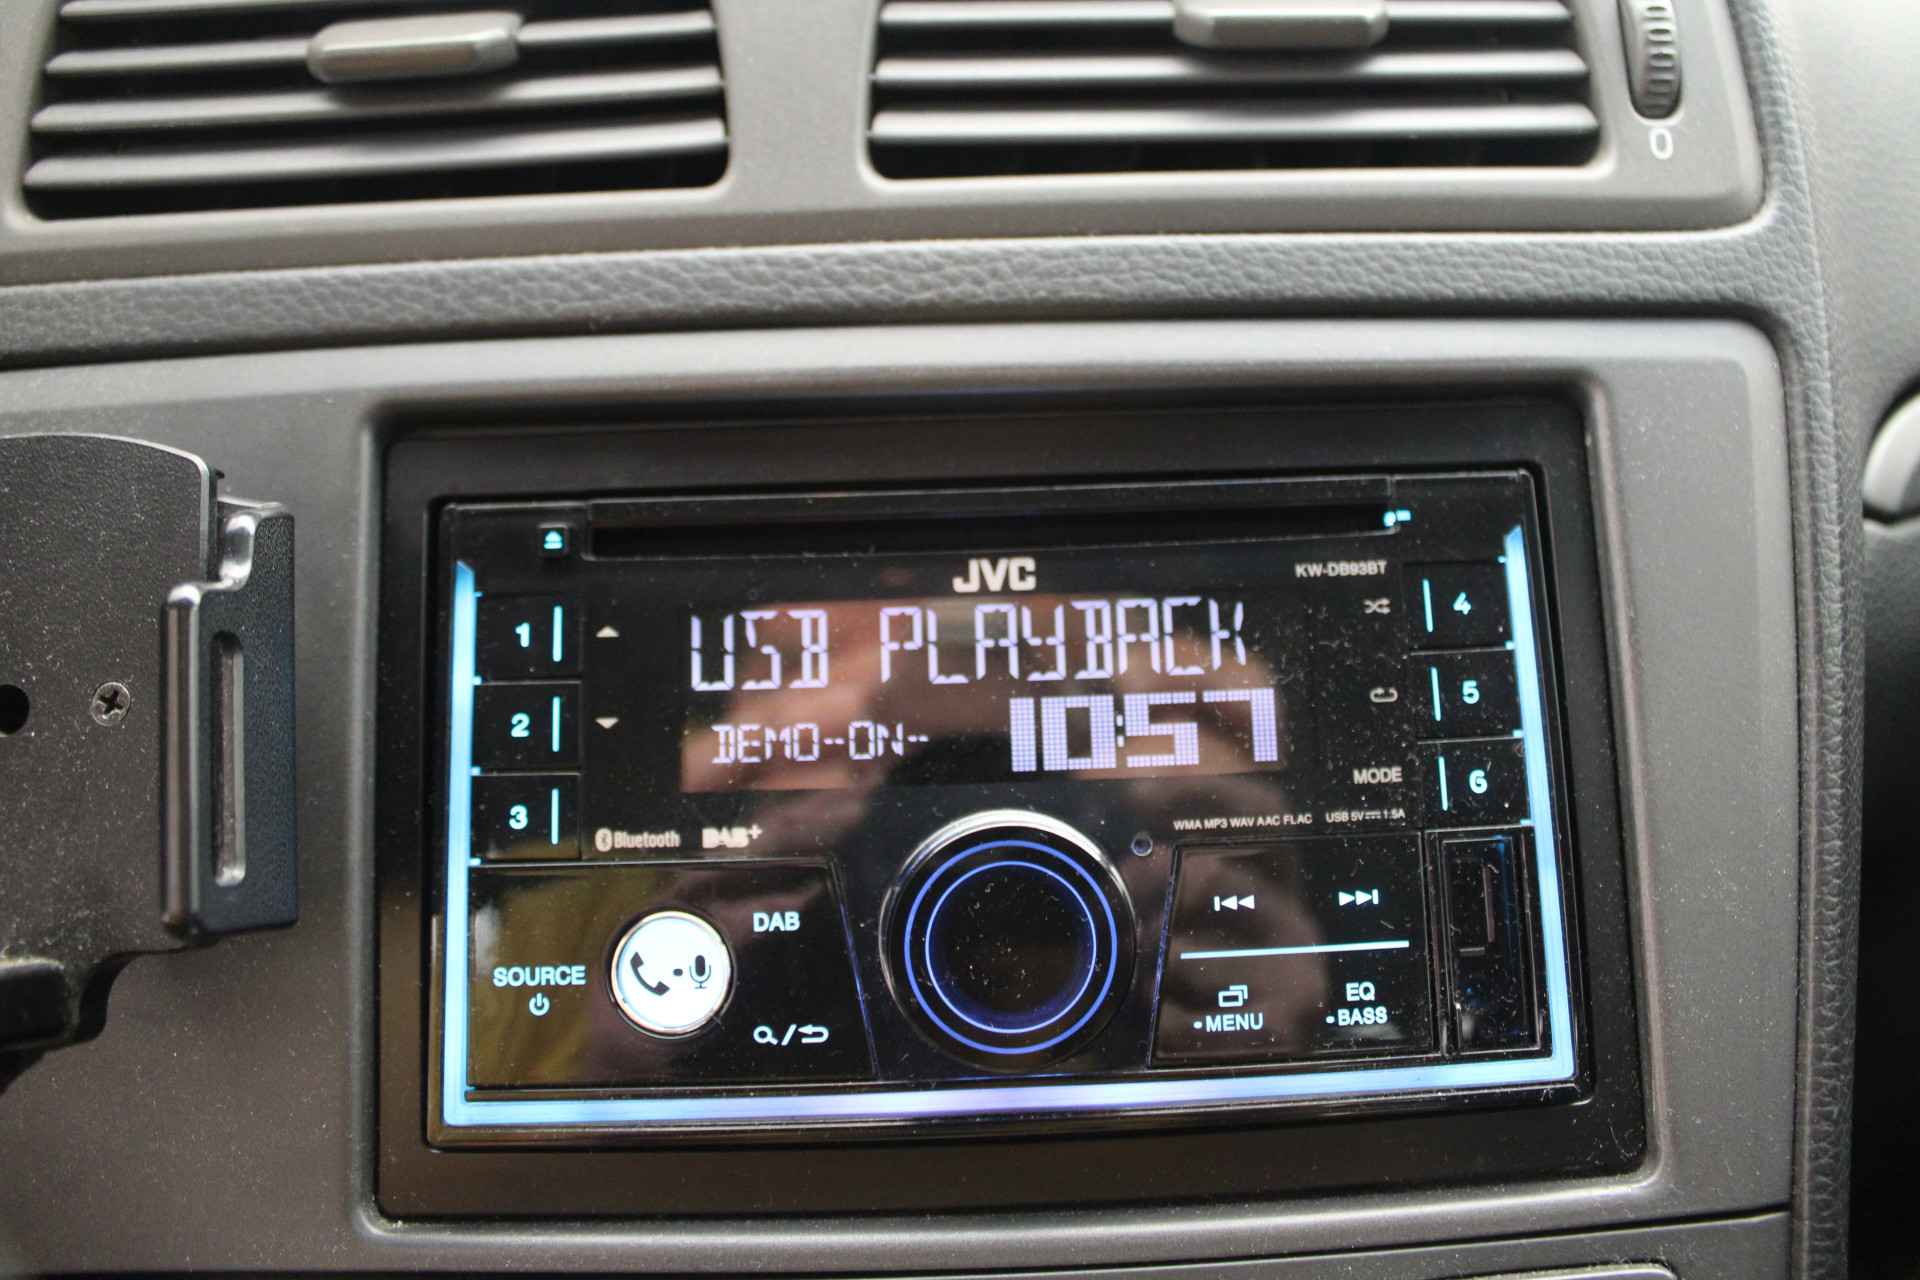 0
JVC
KW-DB93BT
1
4
USB PLAYBACK
2
5
DEMO--ON--
10:57
3
MODE
6
Bluetooth
DAB+
WMA MP3 WAV AAC FLAC
USB 5V 1.5A
DAB
SOURCE
/
MENU
EQ
BASS